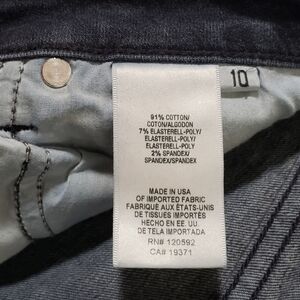 10
91% COTTON/
COTON/ALGODON
7% ELASTERELL-POLY/
ELASTERELL-POLY/
ELASTERELL-POLY
2% SPANDEX/
SPANDEX/SPANDEX
MADE IN USA
OF IMPORTED FABRIC
FABRIQUÉ AUX ÉTATS-UNIS
DE TISSUES IMPORTÉS
HECHO EN EE. UU.
DE TELA IMPORTADA
RN# 120592
CA# 19371